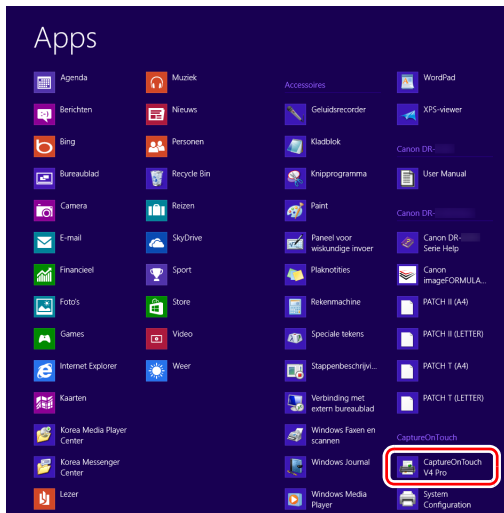 Apps
Agenda
Berichten
Bing
Bureaublad
Camera
E-mail
Financieel
Foto's
Games
Internet Explorer
Kaarten
Korea Media Player
Center
Korea Messenger
Center
Lezer
Muziek
Nieuws
Personen
Recycle Bin
Reizen
SkyDrive
Sport
Store
Video
Weer
Accessoires
Geluidsrecorder
Kladblok
Knipprogramma
Paint
Paneel voor
wiskundige invoer
Plaknotities
Rekenmachine
Speciale tekens
Stappenbeschrijvi...
Verbinding met
extern bureaublad
Windows Faxen en
scannen
Windows Journal
Windows Media
Player
WordPad
XPS-viewer
Canon DR-
User Manual
Canon DR-
Canon DR-
Serie Help
Canon
imageFORMULA...
PATCH II (A4)
PATCH II (LETTER)
PATCH T (A4)
PATCH T (LETTER)
CaptureOnTouch
CaptureOnTouch
V4 Pro
System
Configuration